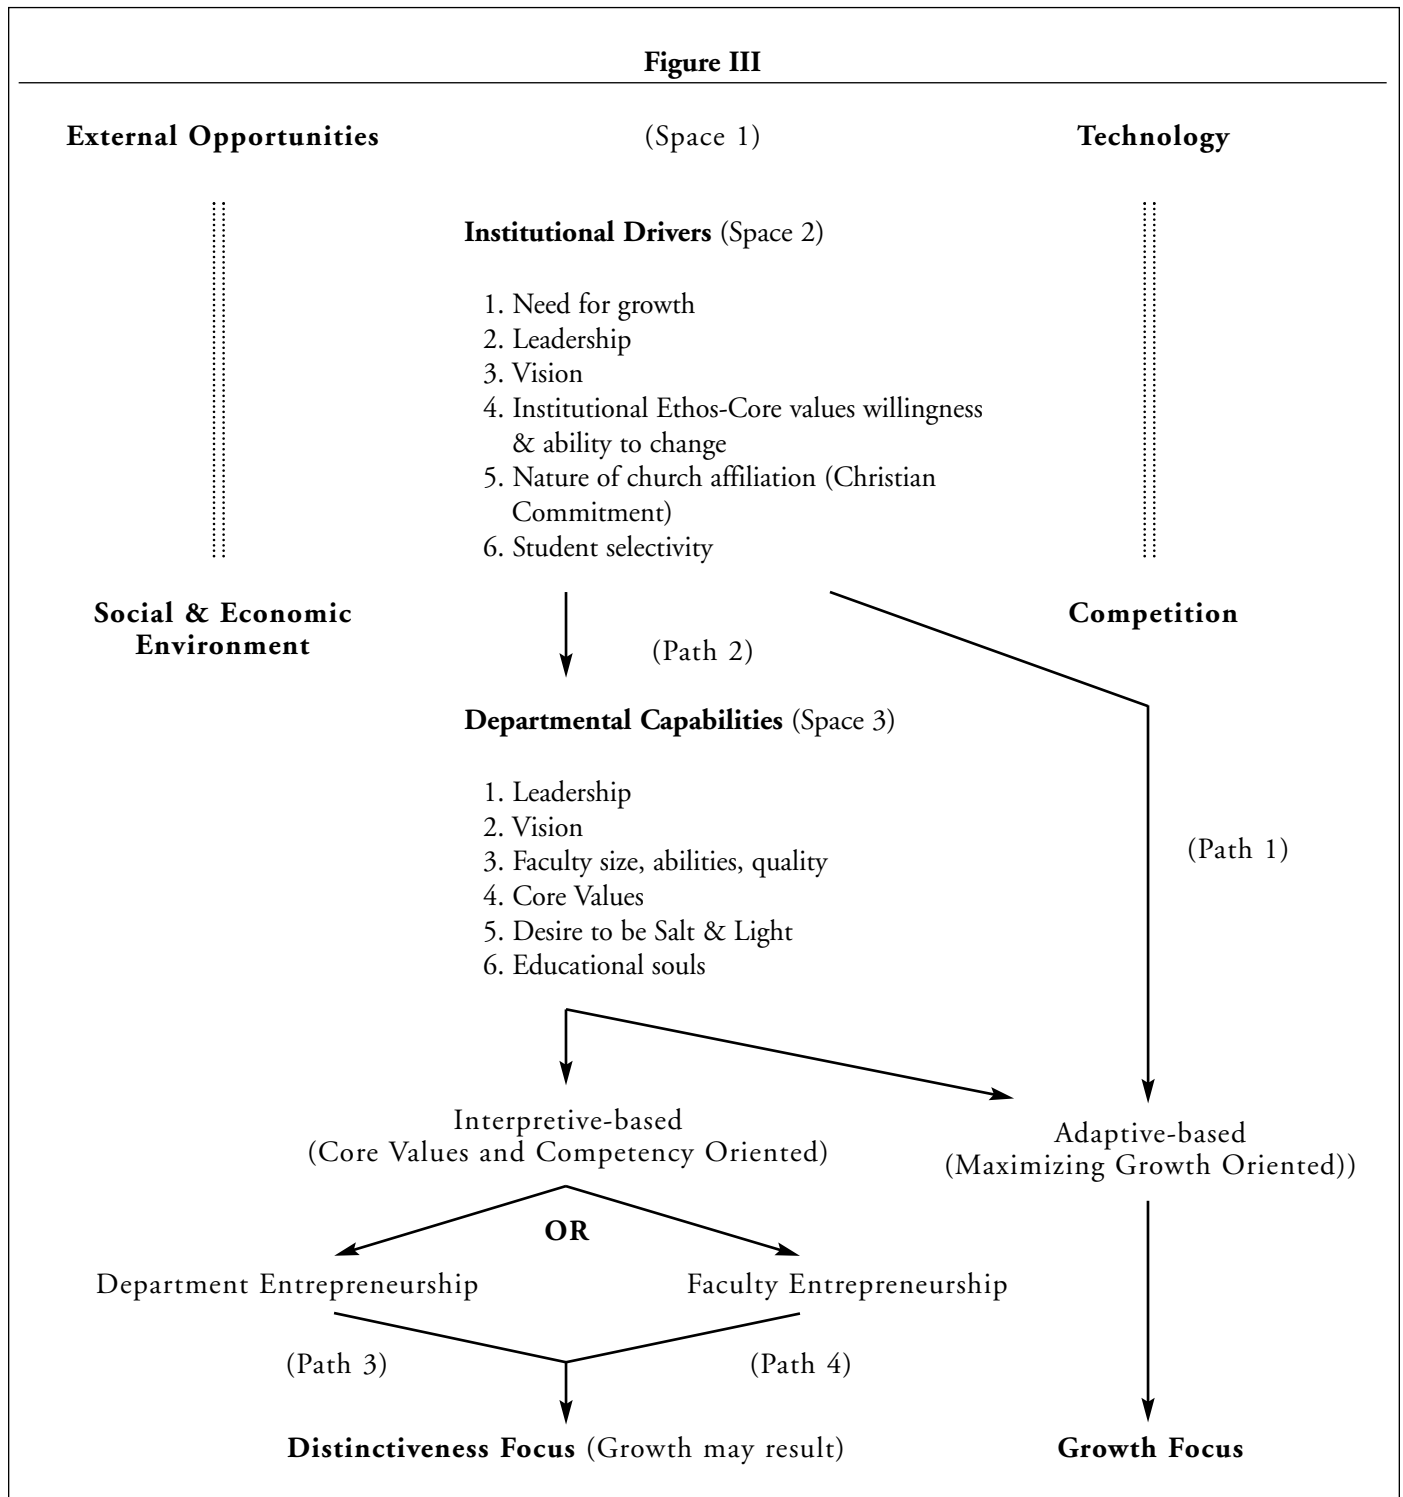 Figure III
External Opportunities
(Space 1)
Technology
Institutional Drivers (Space 2)
1. Need for growth
2. Leadership
3. Vision
4. Institutional Ethos-Core values willingness
& ability to change
5. Nature of church affiliation (Christian
Commitment)
6. Student selectivity
Social & Economic
Environment
Competition
(Path 2)
Departmental Capabilities (Space 3)
1. Leadership
2. Vision
3. Faculty size, abilities, quality
4. Core Values
5. Desire to be Salt & Light
6. Educational souls
(Path 1)
Interpretive-based
(Core Values and Competency Oriented)
Adaptive-based
(Maximizing Growth Oriented))
OR
Department Entrepreneurship
Faculty Entrepreneurship
(Path 3)
(Path 4)
Distinctiveness Focus (Growth may result)
Growth Focus